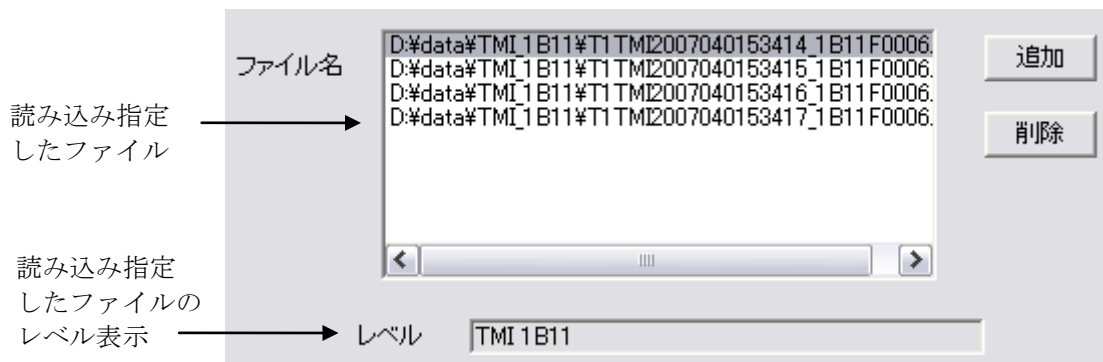 ファイル名
D:¥data¥TMI_1B11¥T1TMI2007040153414_1B11F0006.
D:¥data¥TMI_1B11¥T1TMI2007040153415_1B11F0006.
D:¥data¥TMI_1B11¥T1TMI2007040153416_1B11F0006.
D:¥data¥TMI_1B11¥T1TMI2007040153417_1B11F0006.
追加
削除
読み込み指定
したファイル
読み込み指定
したファイルの
レベル表示
レベル
TMI 1B11